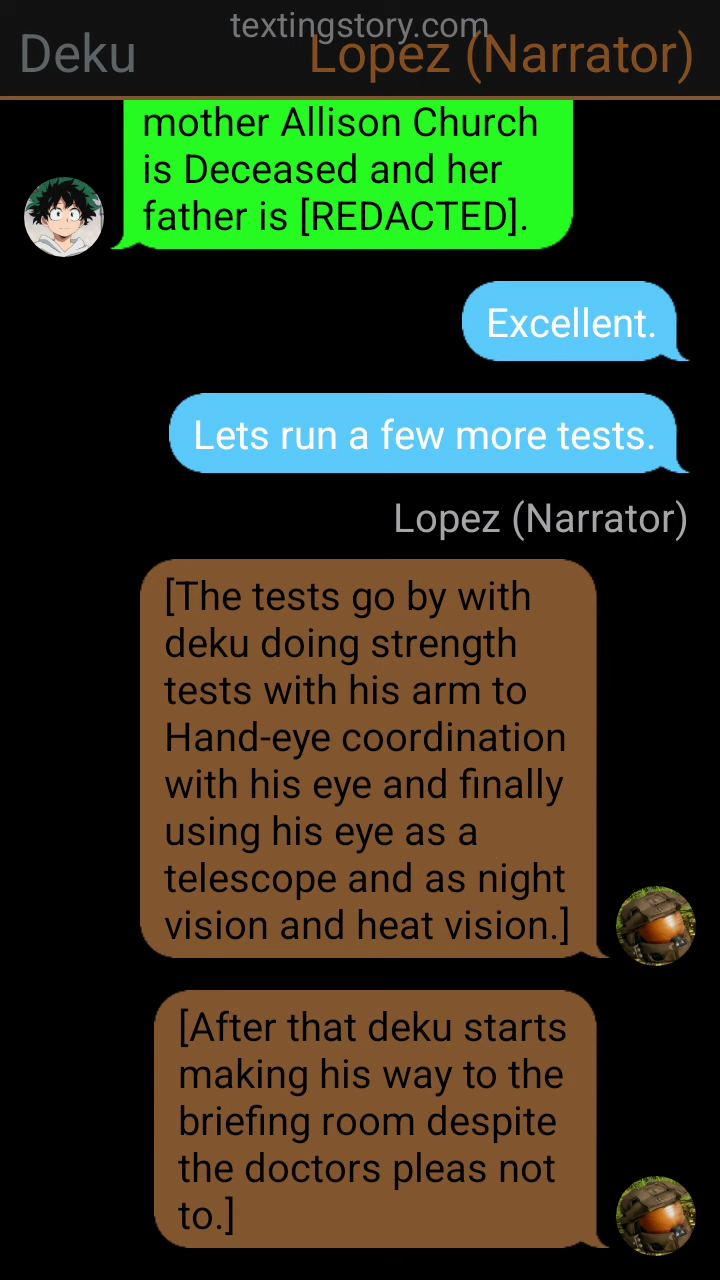 textingstory.com
Deku
Lopez (Narrator)
mother Allison Church
is Deceased and her
father is [REDACTED].
Excellent.
Lets run a few more tests.
Lopez (Narrator)
[The tests go by with
deku doing strength
tests with his arm to
Hand-eye coordination
with his eye and finally
using his eye as a
telescope and as night
vision and heat vision.]
[After that deku starts
making his way to the
briefing room despite
the doctors pleas not
to.]